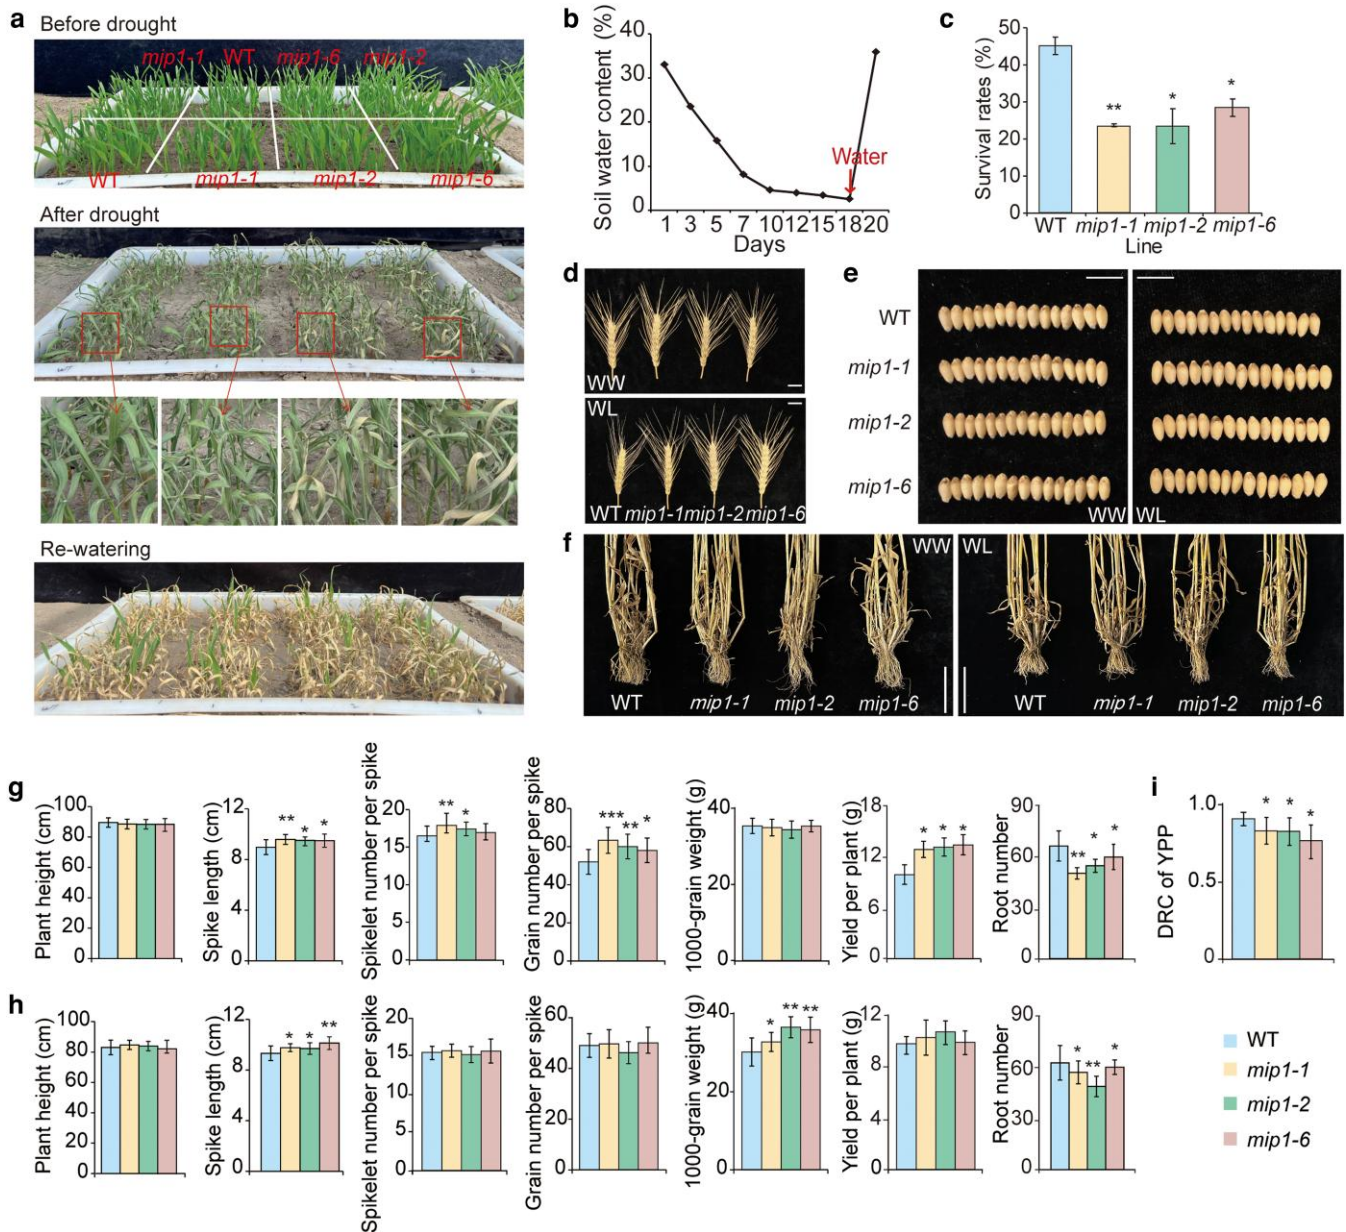 a
Before drought
mip1-1 WT mip1-6 mip1-2
WT mip1-1 mip1-2 mip1-6
After drought
Re-watering
b
Soil water content (%)
40
30
20
10
0
Water
1 3 5 7 10 12 15 18 20
Days
c
Survival rates (%)
50
40
30
20
10
0
** * *
WT mip1-1 mip1-2 mip1-6
Line
d
WW
WL
WT mip1-1 mip1-2 mip1-6
e
WT
mip1-1
mip1-2
mip1-6
WW
WL
f
WW
WT mip1-1 mip1-2 mip1-6
WL
WT mip1-1 mip1-2 mip1-6
g
Plant height (cm)
100
80
60
40
20
0
Spike length (cm)
12
8
4
0
** * *
Spikelet number per spike
20
15
10
5
0
** *
Grain number per spike
80
60
40
20
0
*** ** *
1000-grain weight (g)
40
20
0
Yield per plant (g)
18
12
6
0
* * *
Root number
90
60
30
0
** * *
i
DRC of YPP
1.0
0.5
0
* * *
h
Plant height (cm)
100
80
60
40
20
0
Spike length (cm)
12
8
4
0
* * **
Spikelet number per spike
20
15
10
5
0
Grain number per spike
60
40
20
0
1000-grain weight (g)
40
20
0
* ** **
Yield per plant (g)
12
8
4
0
Root number
90
60
30
0
* ** *
WT
mip1-1
mip1-2
mip1-6